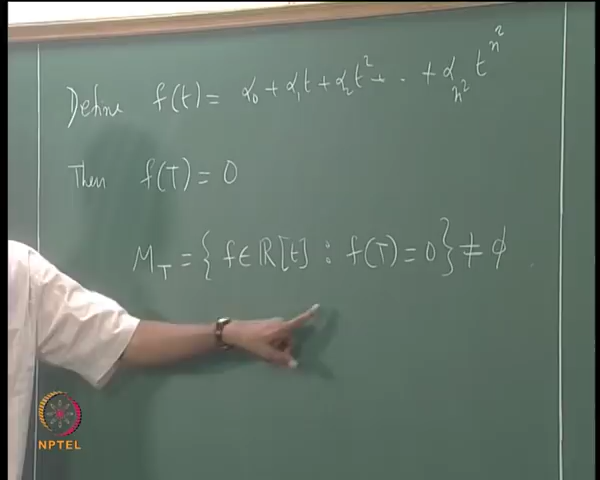 Define f(t) = α₀ + α₁t + α₂t² + ·· + α_{n²} t^{n²}
Then f(T) = 0
M_T = { f ∈ ℝ[t] : f(T) = 0 } ≠ ϕ
NPTEL